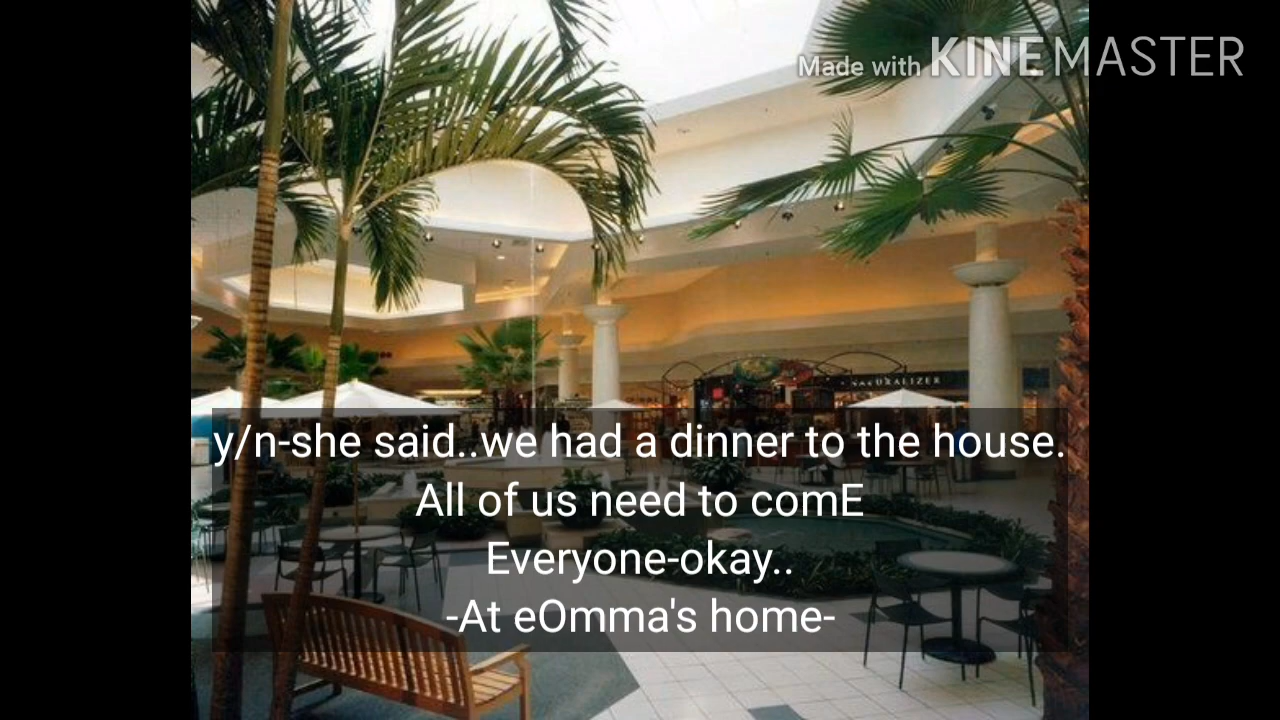 Made with KINEMASTER
NATURALIZER
y/n-she said..we had a dinner to the house.
All of us need to comE
Everyone-okay..
-At eOmma's home-